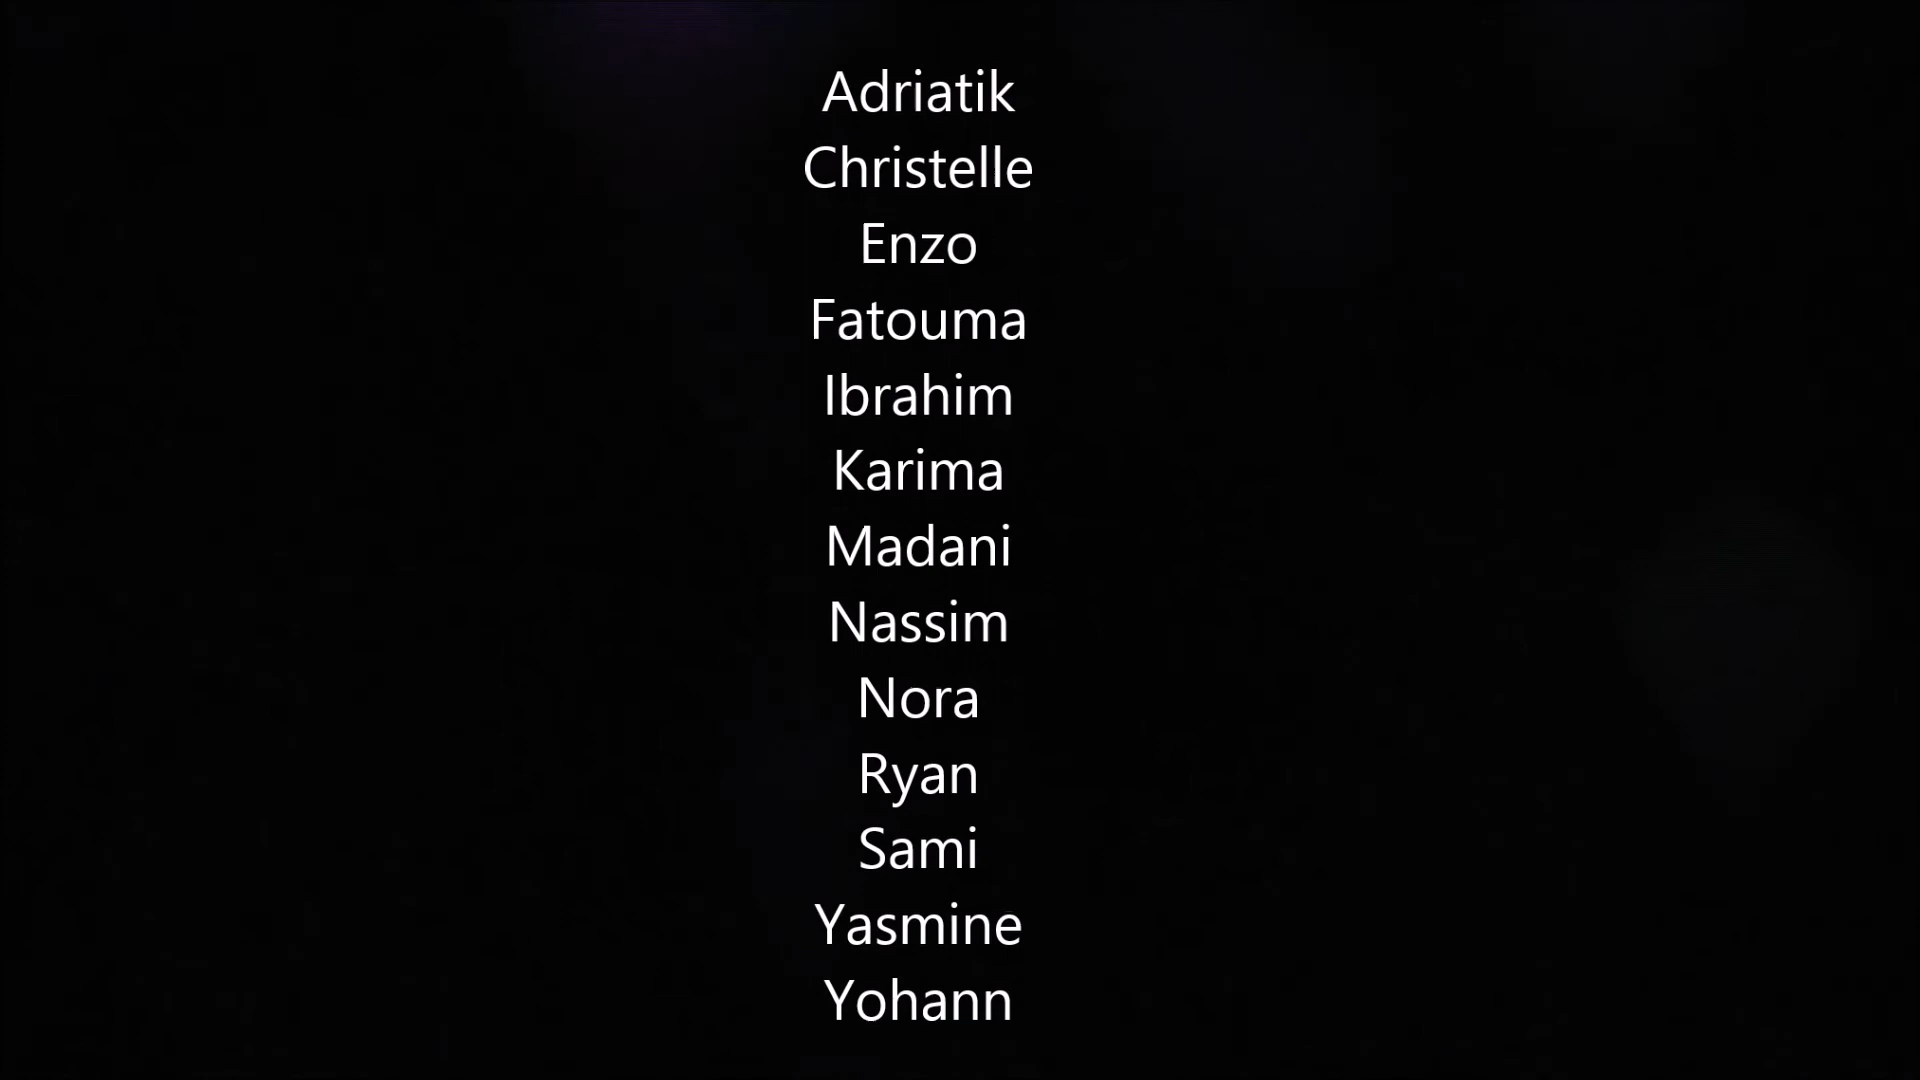 Adriatik
Christelle
Enzo
Fatouma
Ibrahim
Karima
Madani
Nassim
Nora
Ryan
Sami
Yasmine
Yohann